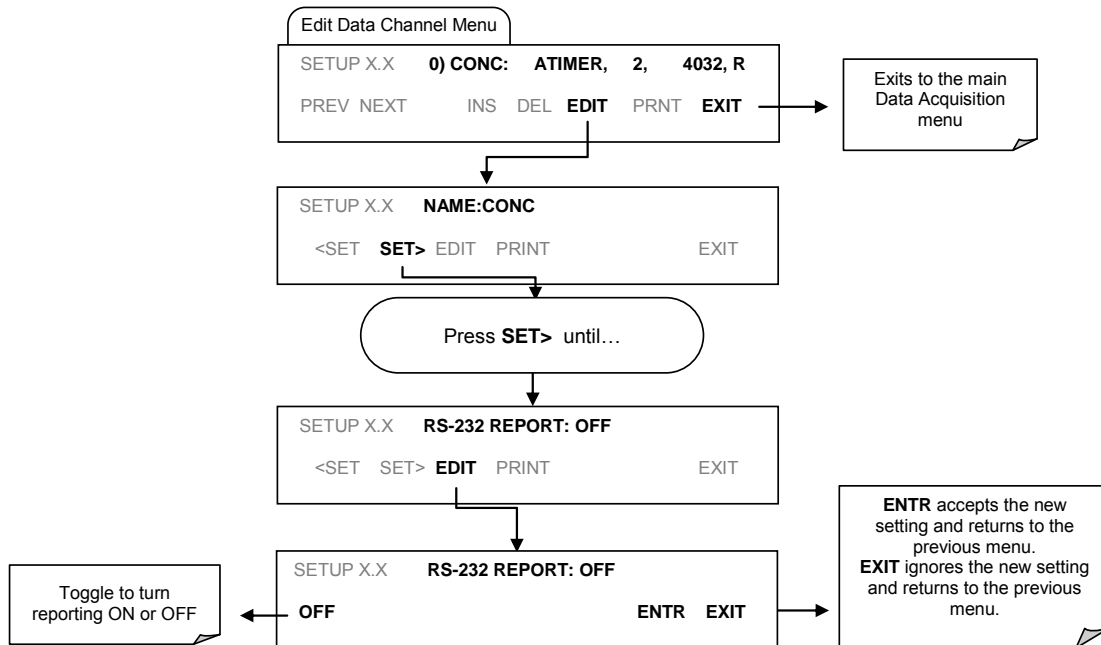 Edit Data Channel Menu
SETUP X.X 0) CONC: ATIMER, 2, 4032, R
PREV NEXT INS DEL EDIT PRNT EXIT
Exits to the main
Data Acquisition
menu
SETUP X.X NAME:CONC
<SET SET> EDIT PRINT EXIT
Press SET> until…
SETUP X.X RS-232 REPORT: OFF
<SET SET> EDIT PRINT EXIT
SETUP X.X RS-232 REPORT: OFF
OFF ENTR EXIT
Toggle to turn
reporting ON or OFF
ENTR accepts the new
setting and returns to the
previous menu.
EXIT ignores the new setting
and returns to the previous
menu.